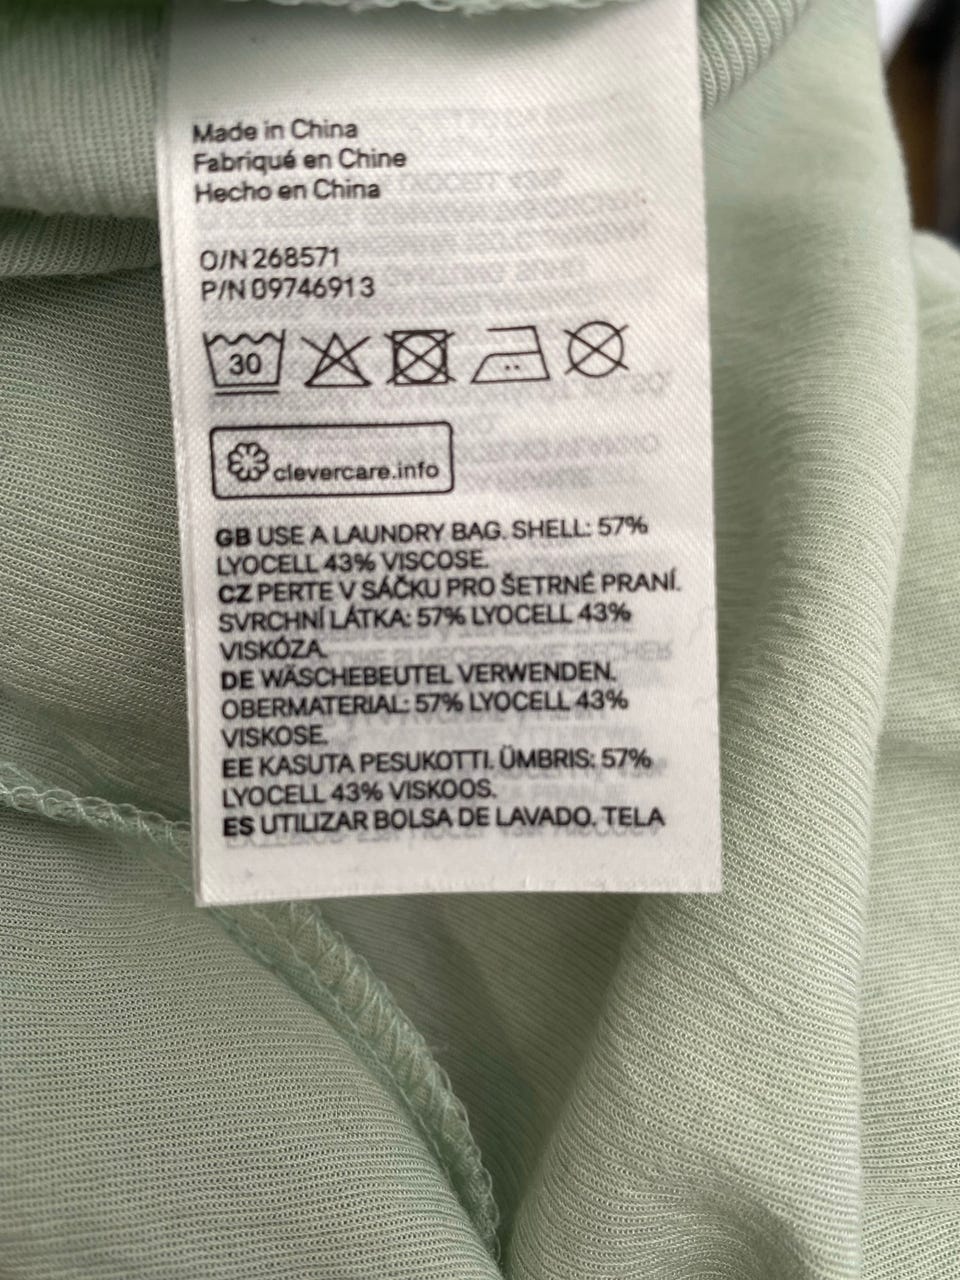 Made in China
Fabriqué en Chine
Hecho en China
O/N 268571
P/N 09746913
30
clevercare.info
GB USE A LAUNDRY BAG. SHELL: 57%
LYOCELL 43% VISCOSE.
CZ PERTE V SÁČKU PRO ŠETRNÉ PRANÍ.
SVRCHNÍ LÁTKA: 57% LYOCELL 43%
VISKÓZA.
DE WÄSCHEBEUTEL VERWENDEN.
OBERMATERIAL: 57% LYOCELL 43%
VISKOSE.
EE KASUTA PESUKOTTI. ÜMBRIS: 57%
LYOCELL 43% VISKOOS.
ES UTILIZAR BOLSA DE LAVADO. TELA